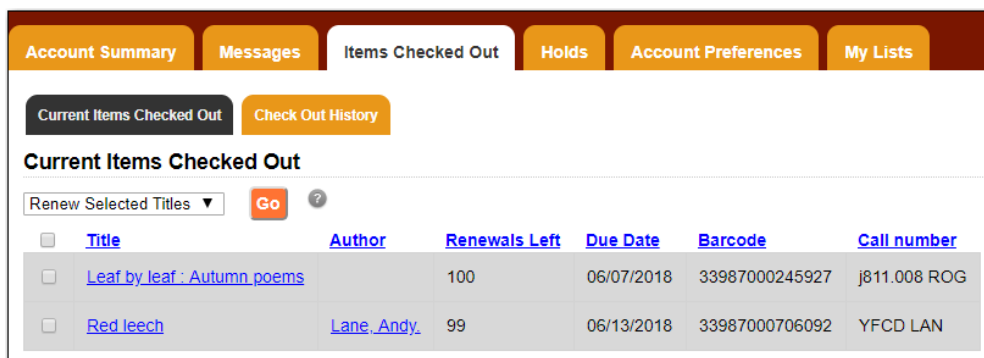 Account Summary Messages Items Checked Out Holds Account Preferences My Lists
Current Items Checked Out Check Out History
Current Items Checked Out
Renew Selected Titles ▼ Go ?
Title Author Renewals Left Due Date Barcode Call number
Leaf by leaf : Autumn poems 100 06/07/2018 33987000245927 j811.008 ROG
Red leech Lane, Andy. 99 06/13/2018 33987000706092 YFCD LAN